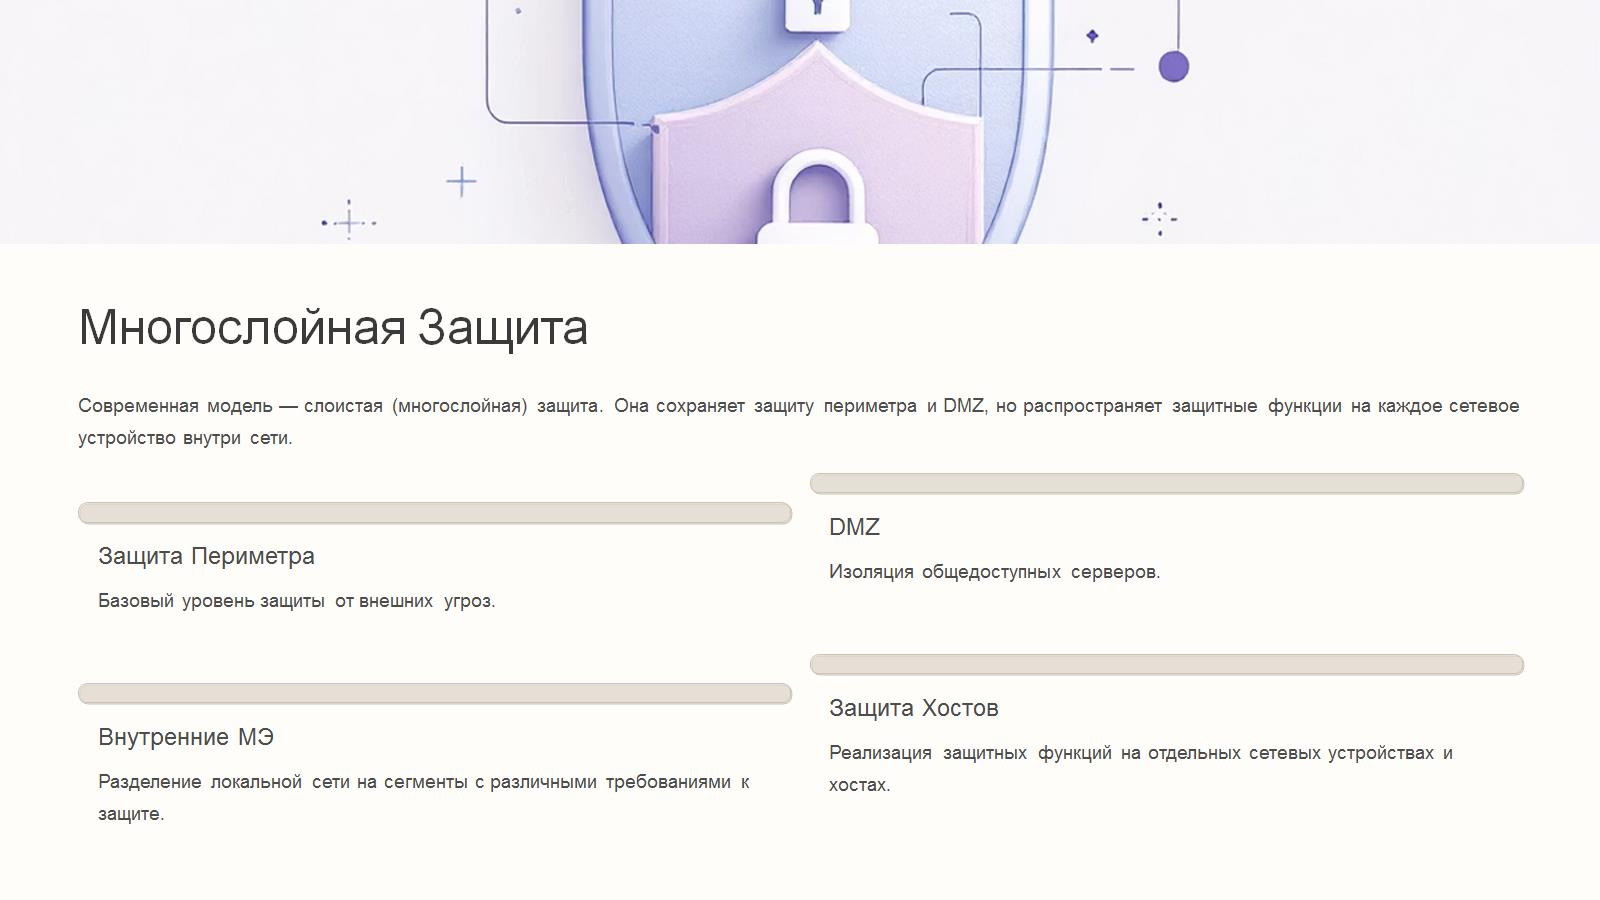 Многослойная Защита
Современная модель — слоистая (многослойная) защита. Она сохраняет защиту периметра и DMZ, но распространяет защитные функции на каждое сетевое
устройство внутри сети.
Защита Периметра
Базовый уровень защиты от внешних угроз.
DMZ
Изоляция общедоступных серверов.
Внутренние МЭ
Разделение локальной сети на сегменты с различными требованиями к
защите.
Защита Хостов
Реализация защитных функций на отдельных сетевых устройствах и
хостах.